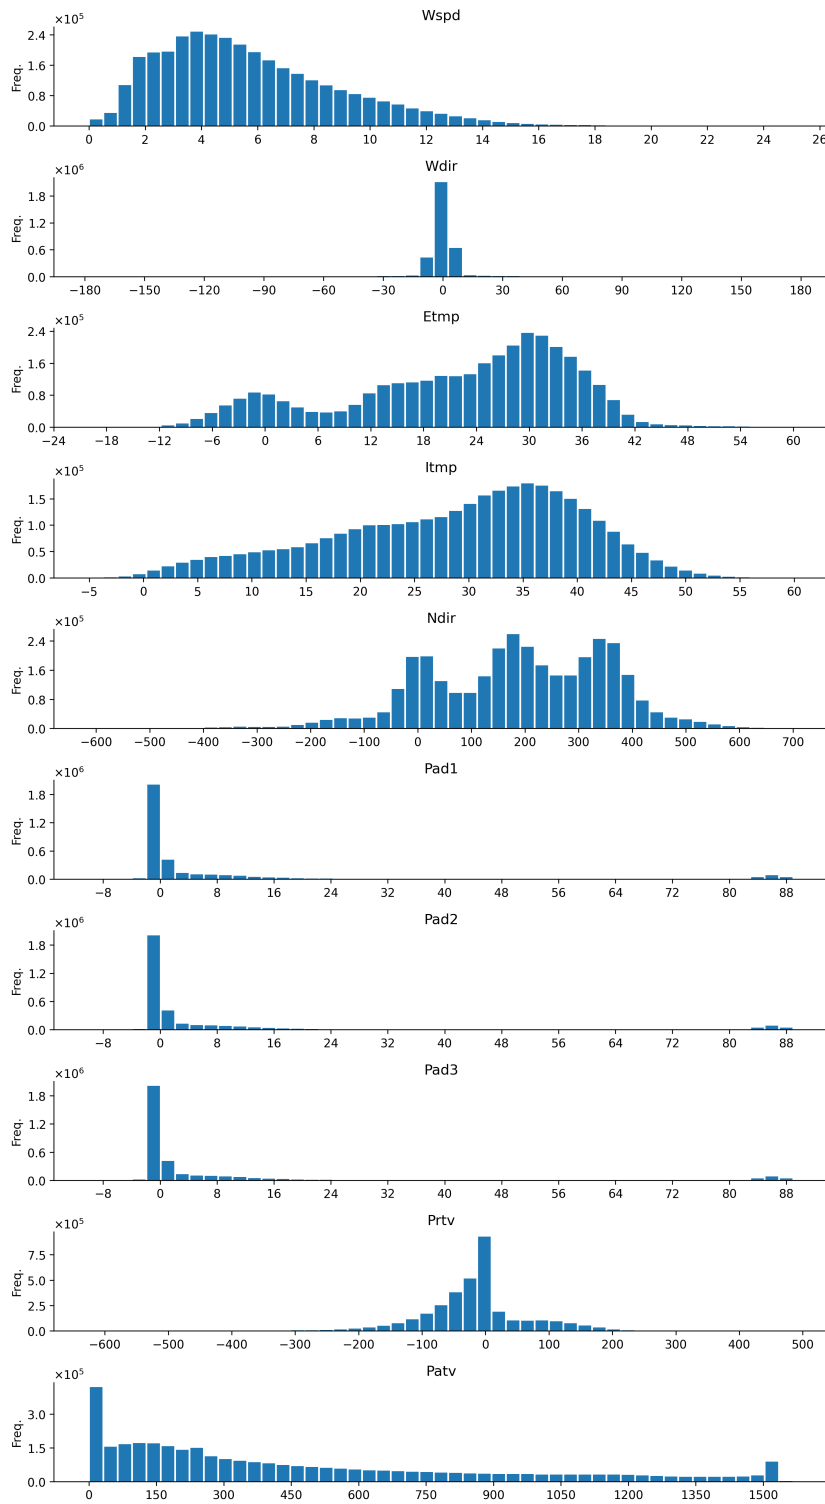 Wspd
×10⁵
Freq.
2.4
1.6
0.8
0.0
0 2 4 6 8 10 12 14 16 18 20 22 24 26
Wdir
×10⁶
Freq.
1.8
1.2
0.6
0.0
−180 −150 −120 −90 −60 −30 0 30 60 90 120 150 180
Etmp
×10⁵
Freq.
2.4
1.6
0.8
0.0
−24 −18 −12 −6 0 6 12 18 24 30 36 42 48 54 60
Itmp
×10⁵
Freq.
1.5
1.0
0.5
0.0
−5 0 5 10 15 20 25 30 35 40 45 50 55 60
Ndir
×10⁵
Freq.
2.4
1.6
0.8
0.0
−600 −500 −400 −300 −200 −100 0 100 200 300 400 500 600 700
Pad1
×10⁶
Freq.
1.8
1.2
0.6
0.0
−8 0 8 16 24 32 40 48 56 64 72 80 88
Pad2
×10⁶
Freq.
1.8
1.2
0.6
0.0
−8 0 8 16 24 32 40 48 56 64 72 80 88
Pad3
×10⁶
Freq.
1.8
1.2
0.6
0.0
−8 0 8 16 24 32 40 48 56 64 72 80 88
Prtv
×10⁵
Freq.
7.5
5.0
2.5
0.0
−600 −500 −400 −300 −200 −100 0 100 200 300 400 500
Patv
×10⁵
Freq.
3.0
1.5
0.0
0 150 300 450 600 750 900 1050 1200 1350 1500